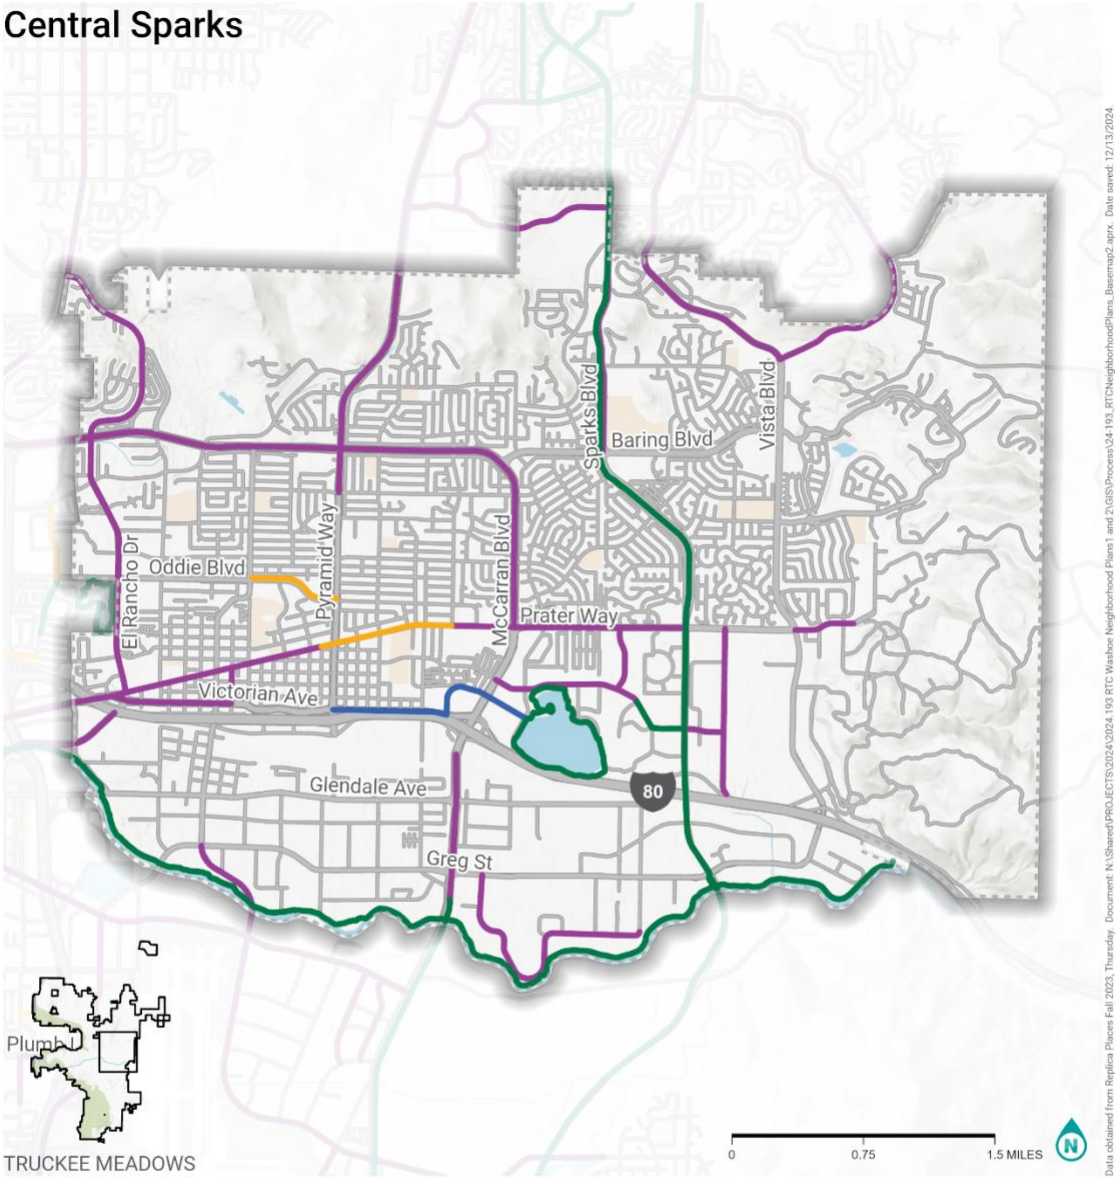 Central Sparks
Sparks Blvd
Baring Blvd
Vista Blvd
Pyramid Way
McCarran Blvd
El Rancho Dr
Oddie Blvd
Prater Way
Victorian Ave
Glendale Ave
80
Greg St
Plumb L
TRUCKEE MEADOWS
0 0.75 1.5 MILES
N
Data obtained from Replica Places Fall 2023, Thursday. Document: N:\Shared\PROJECTS\2024\2024.193 RTC Washoe Neighborhood Plans1 and 2\GIS\Process\24-193_RTCNeighborhoodPlans_Basemap2.aprx. Date saved: 12/13/2024.